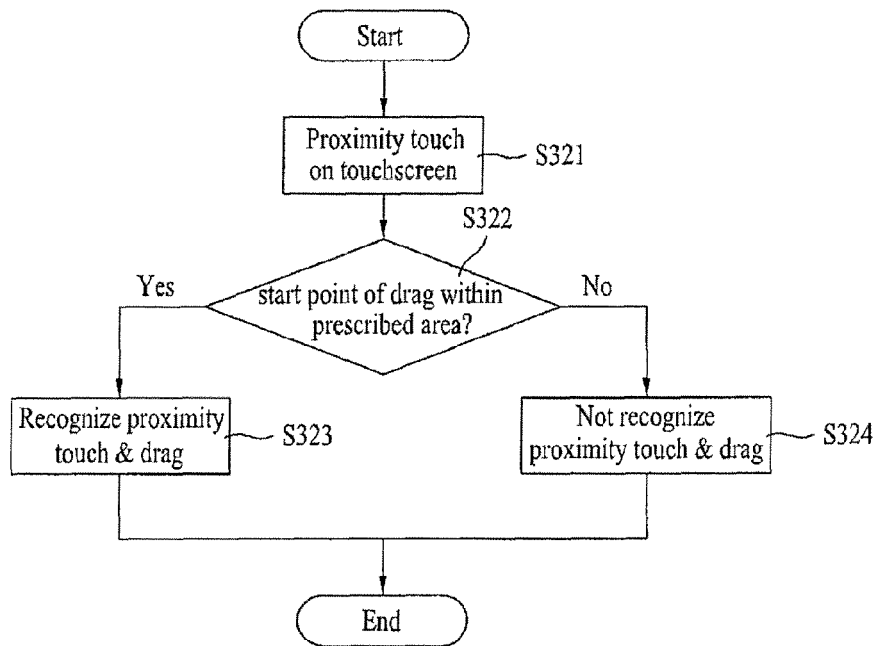 Start
Proximity touch
on touchscreen
S321
S322
Yes
start point of drag within
prescribed area?
No
Recognize proximity
touch & drag
S323
Not recognize
proximity touch & drag
S324
End